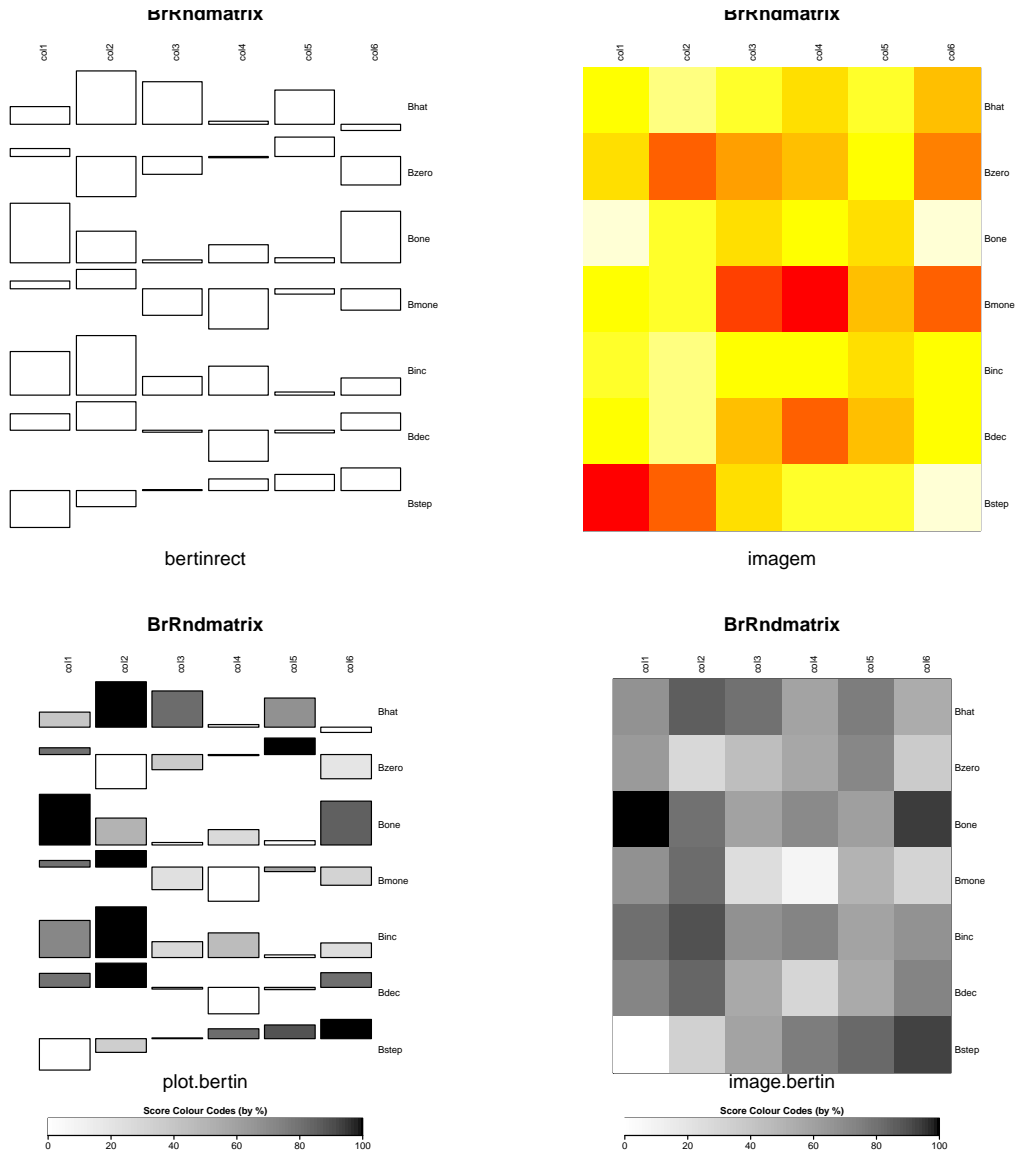 BrRndmatrix
col1 col2 col3 col4 col5 col6
Bhat
Bzero
Bone
Bmone
Binc
Bdec
Bstep
bertinrect
BrRndmatrix
col1 col2 col3 col4 col5 col6
Bhat
Bzero
Bone
Bmone
Binc
Bdec
Bstep
imagem
BrRndmatrix
col1 col2 col3 col4 col5 col6
Bhat
Bzero
Bone
Bmone
Binc
Bdec
Bstep
plot.bertin
Score Colour Codes (by %)
0 20 40 60 80 100
BrRndmatrix
col1 col2 col3 col4 col5 col6
Bhat
Bzero
Bone
Bmone
Binc
Bdec
Bstep
image.bertin
Score Colour Codes (by %)
0 20 40 60 80 100